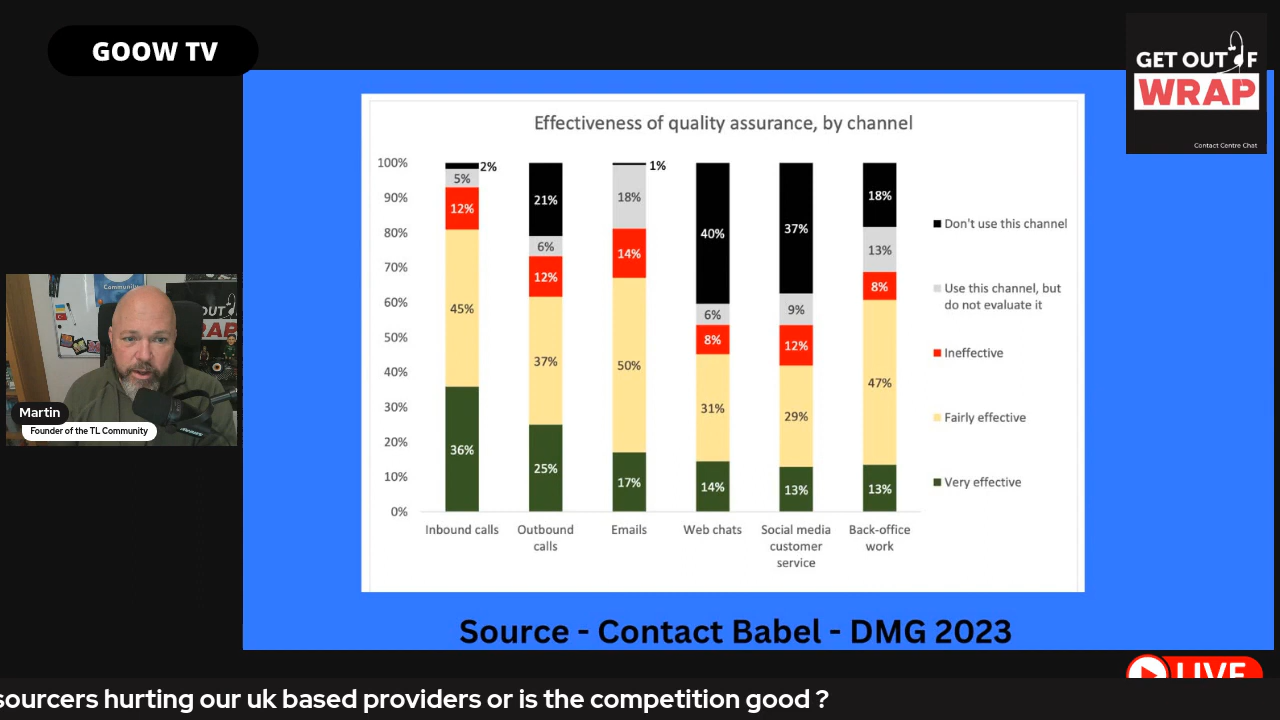 GOOW TV
GET OUT OF
WRAP
Contact Centre Chat
Effectiveness of quality assurance, by channel
100%
90%
80%
70%
60%
50%
40%
30%
20%
10%
0%
2%
5%
12%
45%
36%
21%
6%
12%
37%
25%
1%
18%
14%
50%
17%
40%
6%
8%
31%
14%
37%
9%
12%
29%
13%
18%
13%
8%
47%
13%
Inbound calls
Outbound
calls
Emails
Web chats
Social media
customer
service
Back-office
work
Don't use this channel
Use this channel, but
do not evaluate it
Ineffective
Fairly effective
Very effective
Community
OUT
RAP
Martin
Founder of the TL Community
Source - Contact Babel - DMG 2023
LIVE
sourcers hurting our uk based providers or is the competition good ?